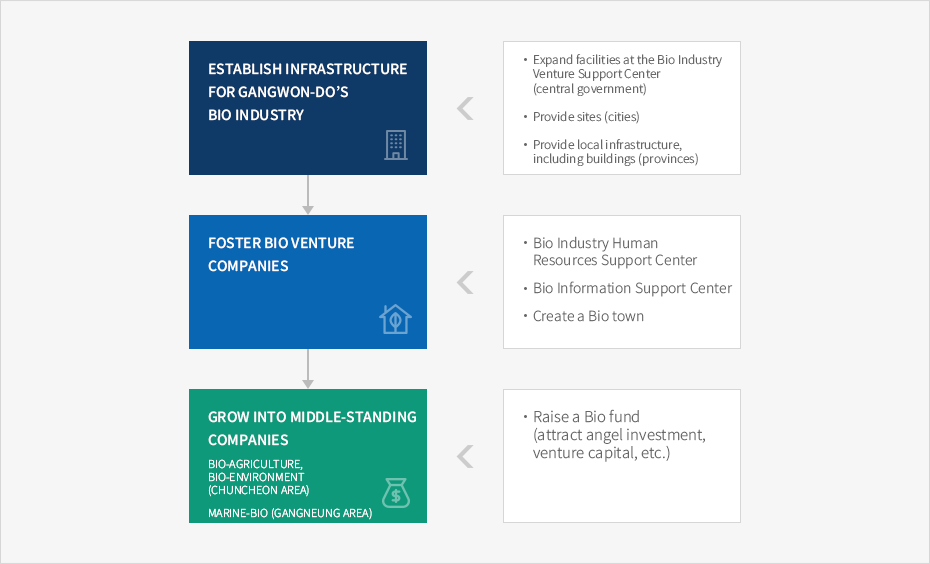 ESTABLISH INFRASTRUCTURE
FOR GANGWON-DO’S
BIO INDUSTRY
• Expand facilities at the Bio Industry
Venture Support Center
(central government)
• Provide sites (cities)
• Provide local infrastructure,
including buildings (provinces)
FOSTER BIO VENTURE
COMPANIES
• Bio Industry Human
Resources Support Center
• Bio Information Support Center
• Create a Bio town
GROW INTO MIDDLE-STANDING
COMPANIES
BIO-AGRICULTURE,
BIO-ENVIRONMENT
(CHUNCHEON AREA)
MARINE-BIO (GANGNEUNG AREA)
$
• Raise a Bio fund
(attract angel investment,
venture capital, etc.)